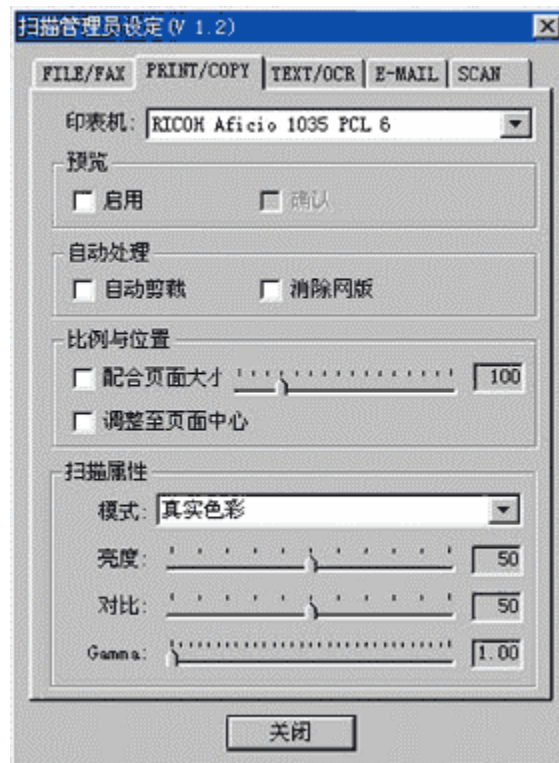 扫描管理员设定(V 1.2)
FILE/FAX PRINT/COPY TEXT/OCR E-MAIL SCAN
印表机: RICOH Aficio 1035 PCL 6
预览
启用 确认
自动处理
自动剪裁 消除网版
比例与位置
配合页面大小 100
调整至页面中心
扫描属性
模式: 真实色彩
亮度: 50
对比: 50
Gamma: 1.00
关闭